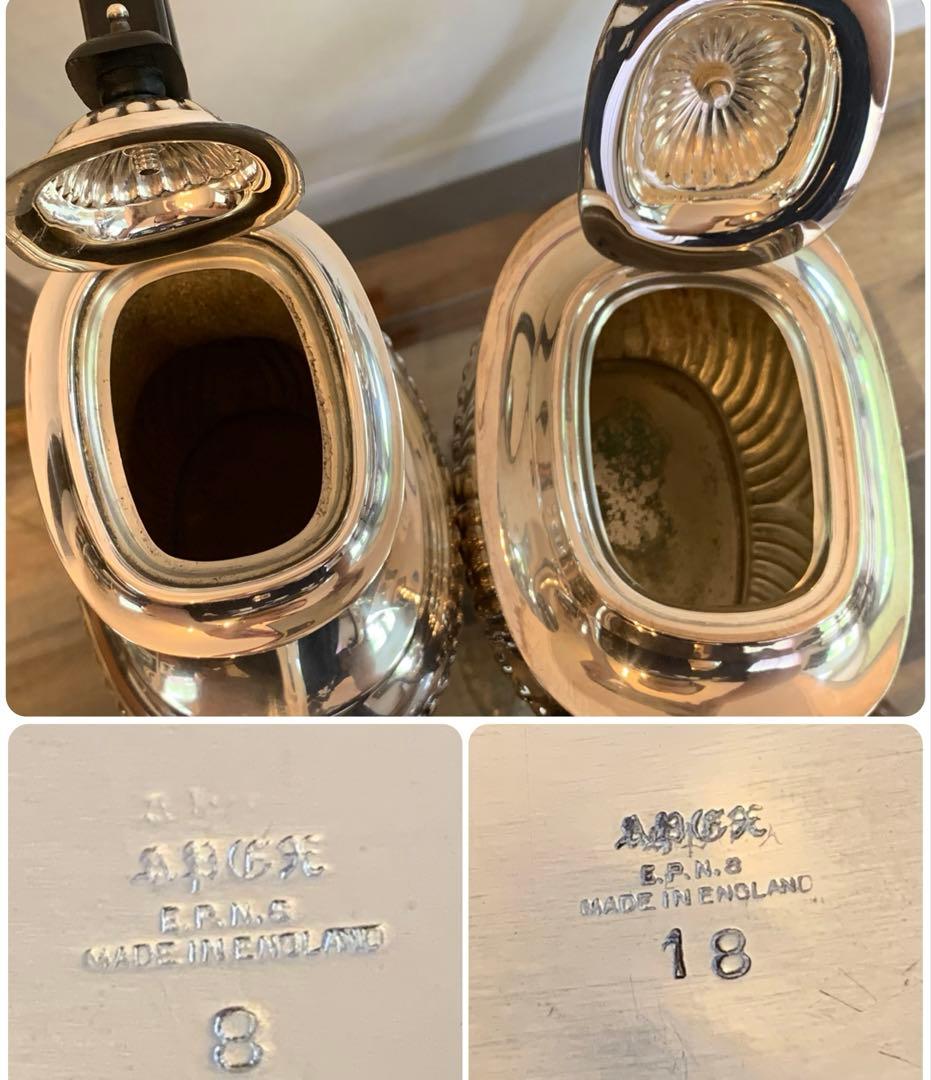 APEX
E.P.N.S
MADE IN ENGLAND
8
APEX
E.P.N.S
MADE IN ENGLAND
18